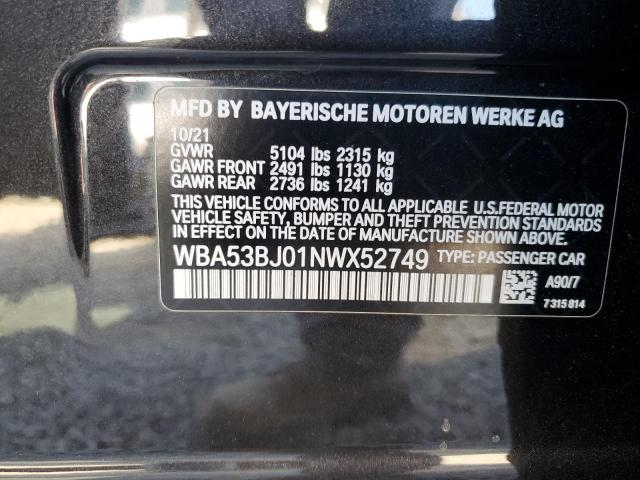 MFD BY BAYERISCHE MOTOREN WERKE AG
10/21
GVWR 5104 lbs 2315 kg
GAWR FRONT 2491 lbs 1130 kg
GAWR REAR 2736 lbs 1241 kg
THIS VEHICLE CONFORMS TO ALL APPLICABLE U.S.FEDERAL MOTOR
VEHICLE SAFETY, BUMPER AND THEFT PREVENTION STANDARDS
IN EFFECT ON THE DATE OF MANUFACTURE SHOWN ABOVE.
WBA53BJ01NWX52749 TYPE: PASSENGER CAR
A90/7
7315814